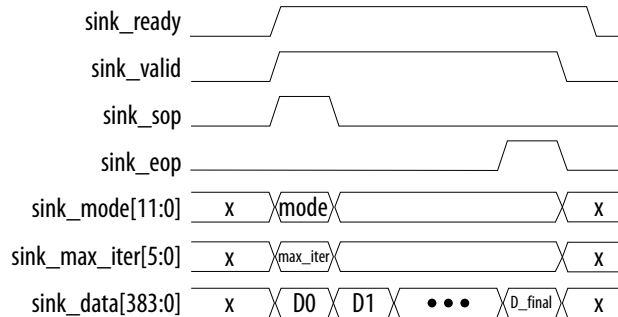 sink_ready
sink_valid
sink_sop
sink_eop
sink_mode[11:0] x mode x
sink_max_iter[5:0] x max_iter x
sink_data[383:0] x D0 D1 ••• D_final x